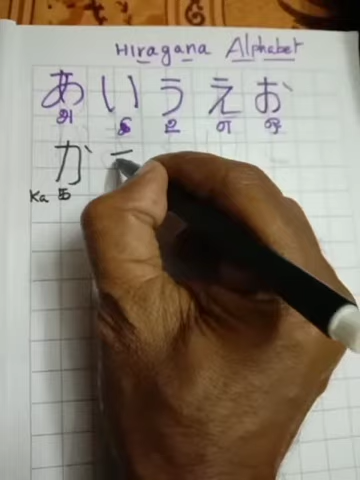 Hiragana Alphabet
あ い う え お
அ இ உ எ ஒ
か
Ka க